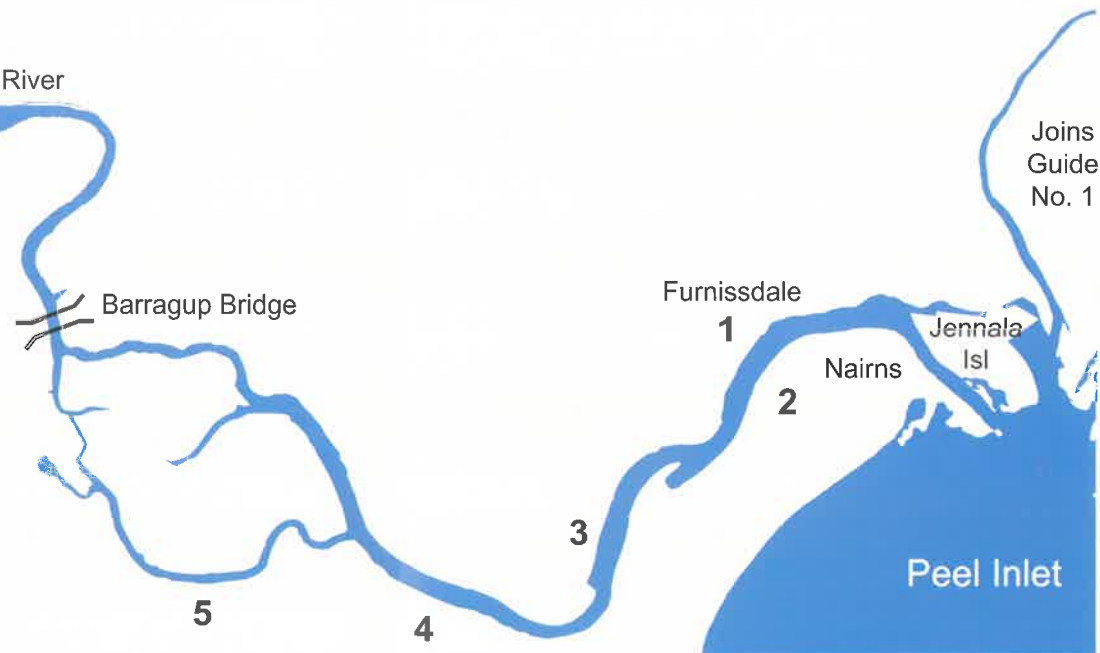 River
Joins
Guide
No. 1
Barragup Bridge
Furnissdale
1
Jennala
Isl
Nairns
2
3
Peel Inlet
5
4